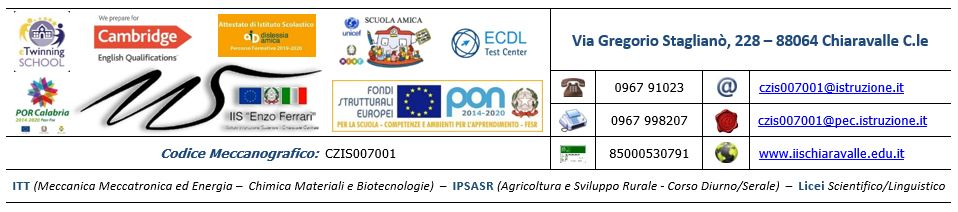 eTwinning
SCHOOL
We prepare for
Cambridge
English Qualifications
Attestato di Istituto Scolastico
dislessia
amica
Percorso Formativo 2019-2020
SCUOLA AMICA
unicef
ECDL
Test Center
POR Calabria
2014-2020
IIS "Enzo Ferrari"
FONDI
STRUTTURALI
EUROPEI
pon
2014-2020
PER LA SCUOLA - COMPETENZE E AMBIENTI PER L'APPRENDIMENTO - FESR
Codice Meccanografico: CZIS007001
Via Gregorio Staglianò, 228 – 88064 Chiaravalle C.le
0967 91023 czis007001@istruzione.it
0967 998207 czis007001@pec.istruzione.it
85000530791 www.iischiaravalle.edu.it
ITT (Meccanica Meccatronica ed Energia – Chimica Materiali e Biotecnologie) – IPSASR (Agricoltura e Sviluppo Rurale - Corso Diurno/Serale) – Licei Scientifico/Linguistico